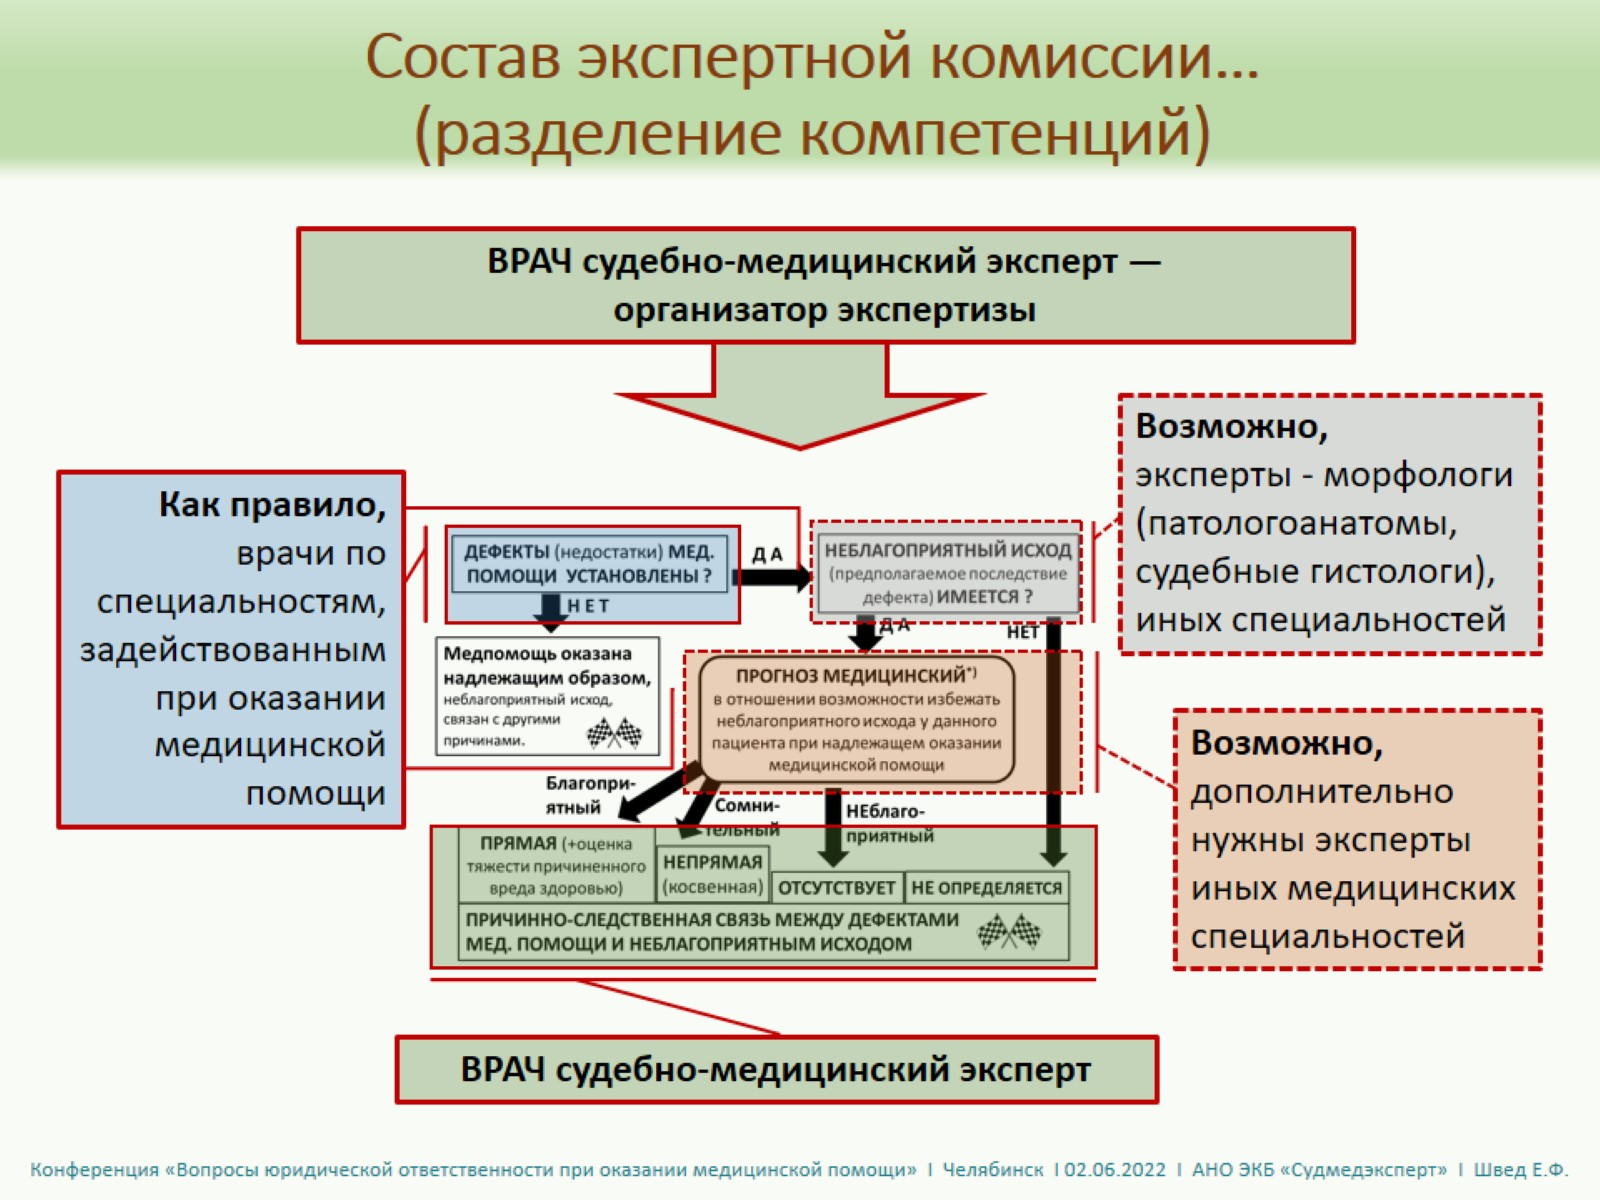 Состав экспертной комиссии...
(разделение компетенций)
ВРАЧ судебно-медицинский эксперт —
организатор экспертизы
Как правило,
врачи по
специальностям,
задействованным
при оказании
медицинской
помощи
ДЕФЕКТЫ (недостатки) МЕД.
ПОМОЩИ УСТАНОВЛЕНЫ ?
Д А
Н Е Т
НЕБЛАГОПРИЯТНЫЙ ИСХОД
(предполагаемое последствие
дефекта) ИМЕЕТСЯ ?
Д А
НЕТ
Медпомощь оказана
надлежащим образом,
неблагоприятный исход,
связан с другими
причинами.
ПРОГНОЗ МЕДИЦИНСКИЙ*)
в отношении возможности избежать
неблагоприятного исхода у данного
пациента при надлежащем оказании
медицинской помощи
Благопри-
ятный
Сомни-
тельный
НЕблаго-
приятный
ПРЯМАЯ (+оценка
тяжести причиненного
вреда здоровью)
НЕПРЯМАЯ
(косвенная)
ОТСУТСТВУЕТ
НЕ ОПРЕДЕЛЯЕТСЯ
ПРИЧИННО-СЛЕДСТВЕННАЯ СВЯЗЬ МЕЖДУ ДЕФЕКТАМИ
МЕД. ПОМОЩИ И НЕБЛАГОПРИЯТНЫМ ИСХОДОМ
Возможно,
эксперты - морфологи
(патологоанатомы,
судебные гистологи),
иных специальностей
Возможно,
дополнительно
нужны эксперты
иных медицинских
специальностей
ВРАЧ судебно-медицинский эксперт
Конференция «Вопросы юридической ответственности при оказании медицинской помощи» I Челябинск I 02.06.2022 I АНО ЭКБ «Судмедэксперт» I Швед Е.Ф.